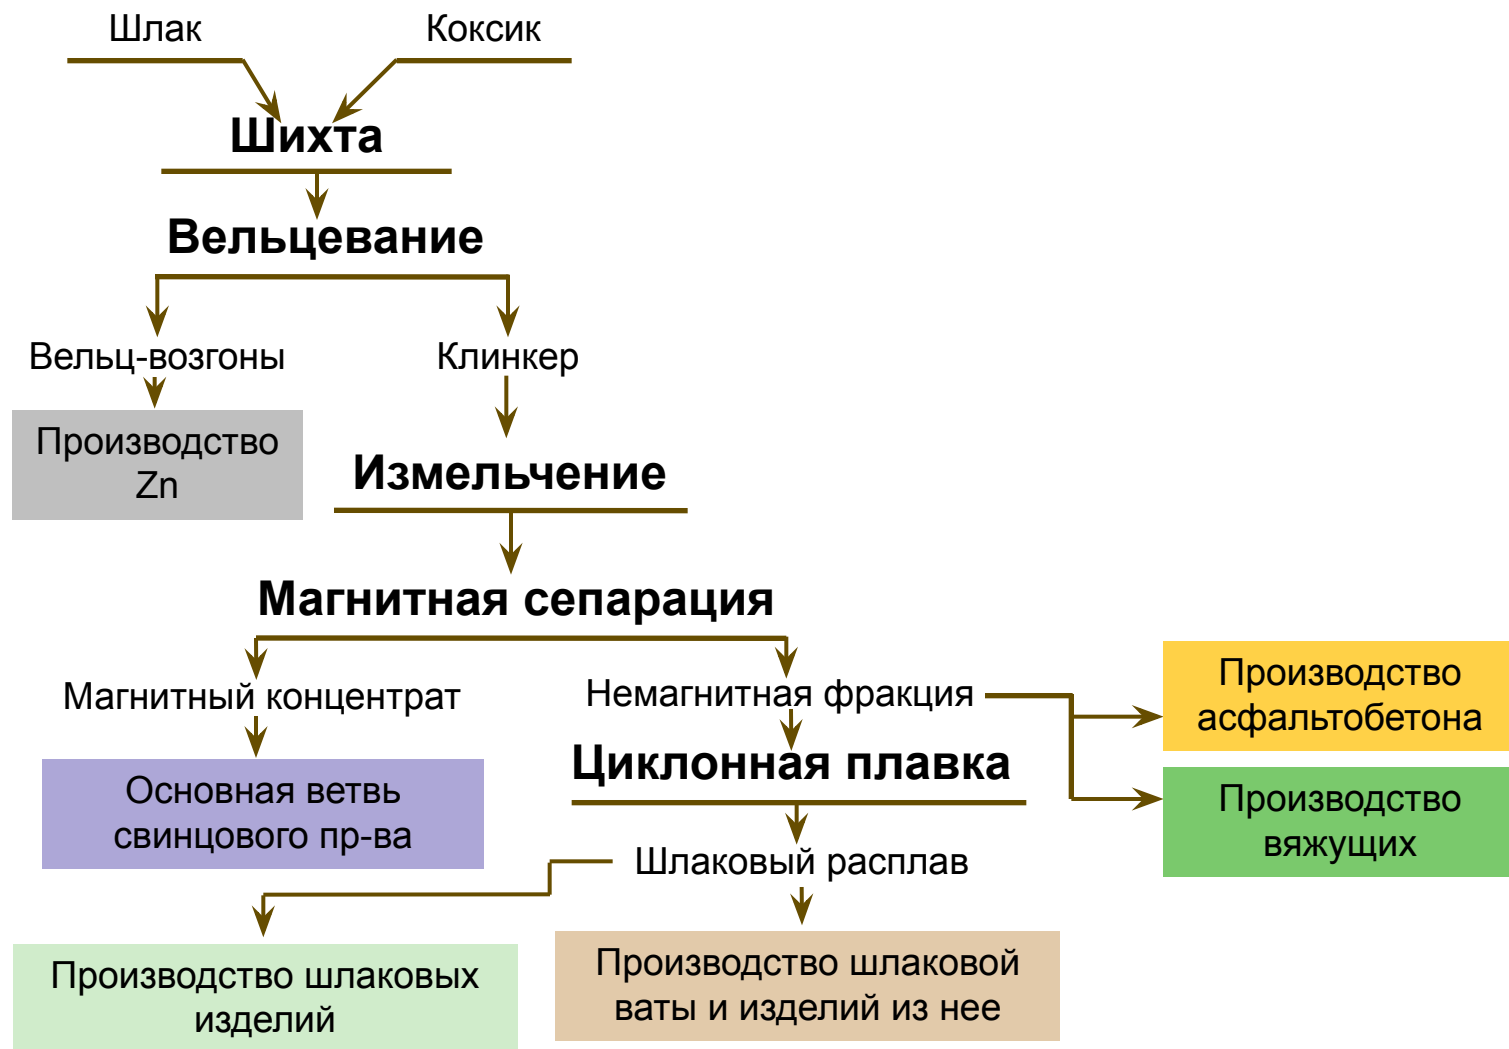 Шлак
Коксик
Шихта
Вельцевание
Вельц-возгоны
Клинкер
Производство
Zn
Измельчение
Магнитная сепарация
Магнитный концентрат
Немагнитная фракция
Производство
асфальтобетона
Основная ветвь
свинцового пр-ва
Циклонная плавка
Производство
вяжущих
Шлаковый расплав
Производство шлаковых
изделий
Производство шлаковой
ваты и изделий из нее